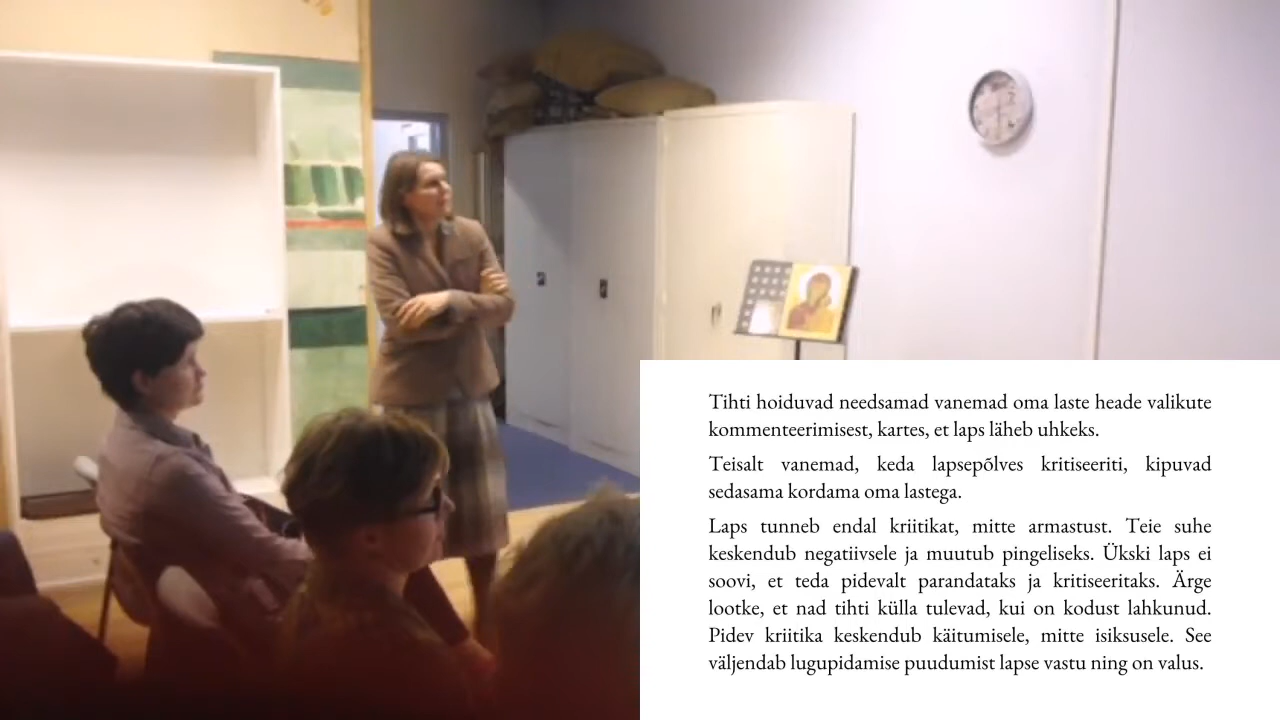 Tihti hoiduvad needsamad vanemad oma laste heade valikute
kommenteerimisest, kartes, et laps läheb uhkeks.
Teisalt vanemad, keda lapsepõlves kritiseeriti, kipuvad
sedasama kordama oma lastega.
Laps tunneb endal kriitikat, mitte armastust. Teie suhe
keskendub negatiivsele ja muutub pingeliseks. Ükski laps ei
soovi, et teda pidevalt parandataks ja kritiseeritaks. Ärge
lootke, et nad tihti külla tulevad, kui on kodust lahkunud.
Pidev kriitika keskendub käitumisele, mitte isiksusele. See
väljendab lugupidamise puudumist lapse vastu ning on valus.